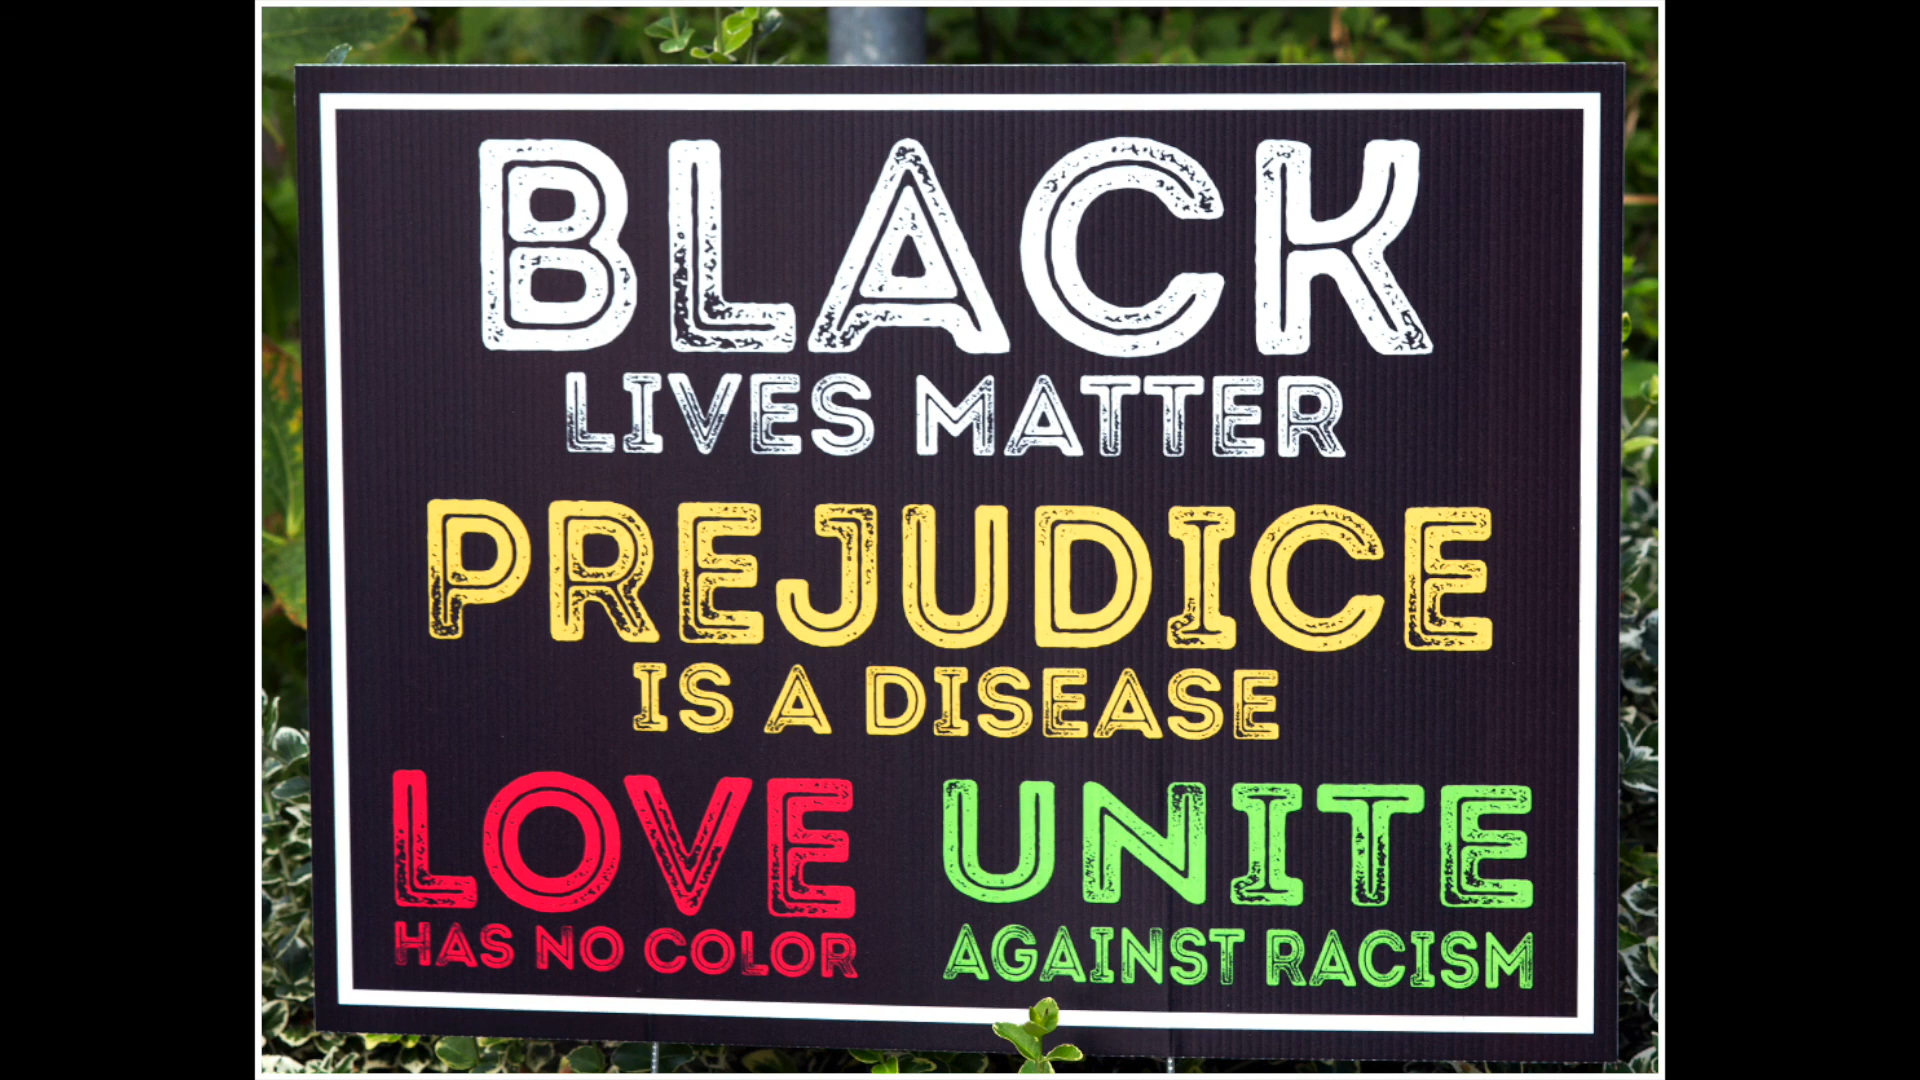 BLACK
LIVES MATTER
PREJUDICE
IS A DISEASE
LOVE UNITE
HAS NO COLOR AGAINST RACISM